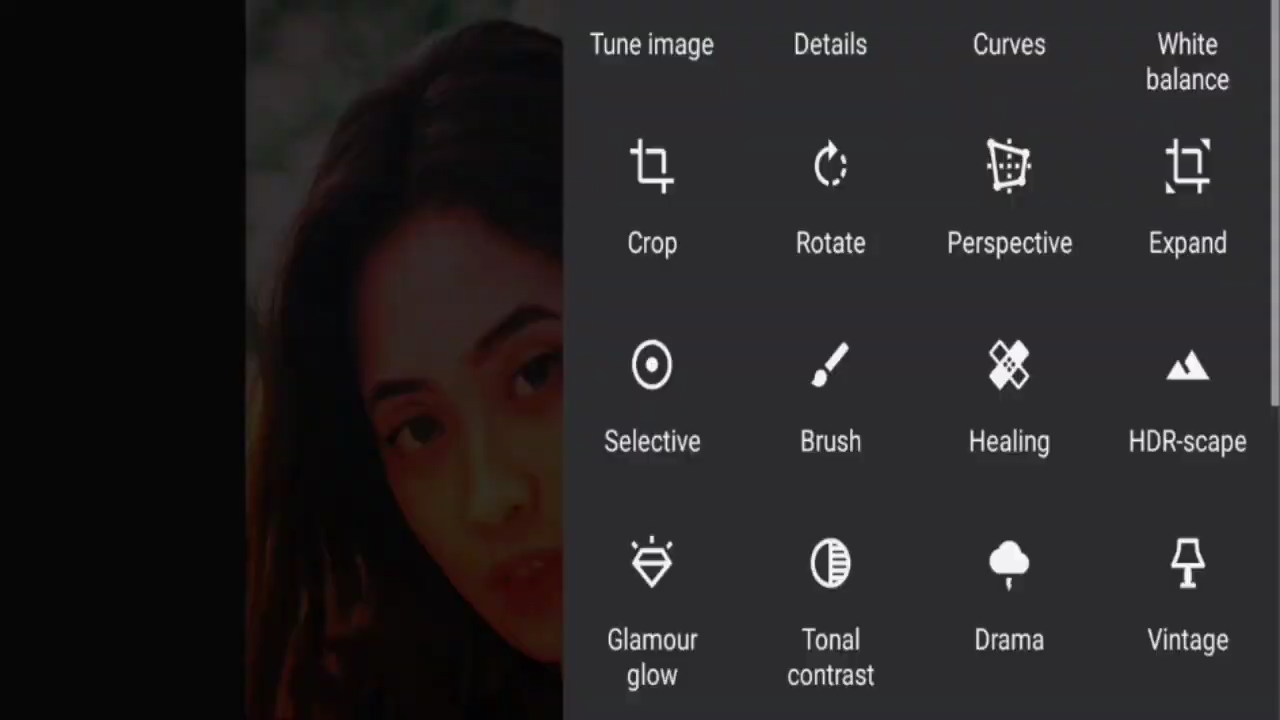 Tune image
Details
Curves
White
balance
Crop
Rotate
Perspective
Expand
Selective
Brush
Healing
HDR-scape
Glamour
glow
Tonal
contrast
Drama
Vintage